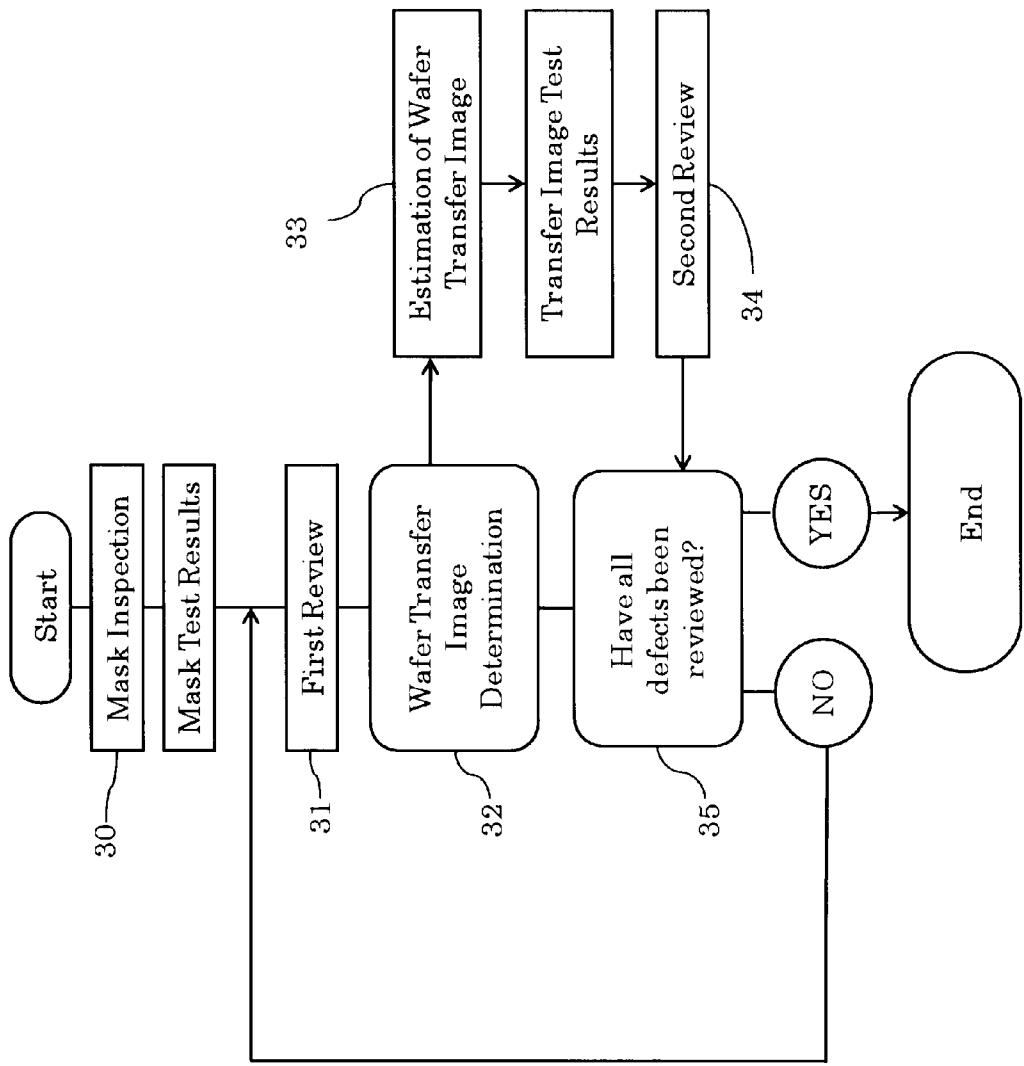 Start
Mask Inspection
30
Mask Test Results
First Review
31
Wafer Transfer
Image
Determination
32
33
Estimation of Wafer
Transfer Image
Transfer Image Test
Results
Second Review
34
Have all
defects been
reviewed?
35
NO
YES
End